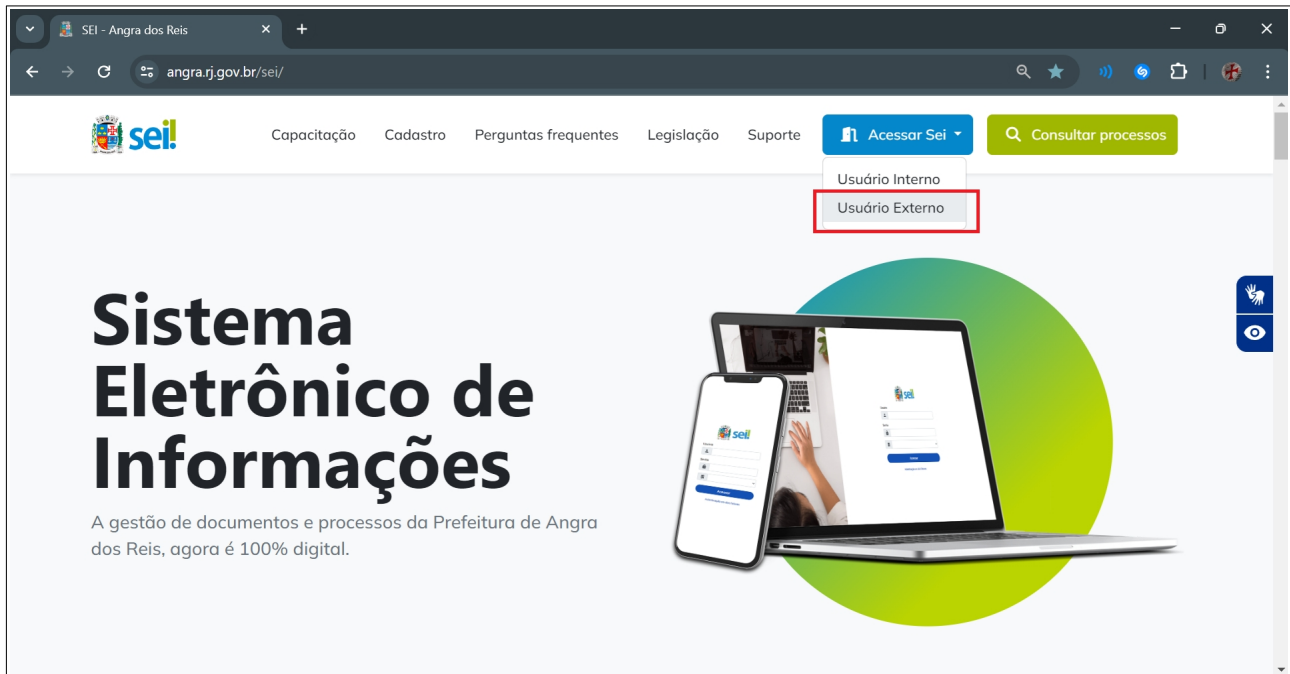 SEI - Angra dos Reis
angra.rj.gov.br/sei/
sei!
Capacitação Cadastro Perguntas frequentes Legislação Suporte Acessar Sei Consultar processos
Usuário Interno
Usuário Externo
Sistema
Eletrônico de
Informações
A gestão de documentos e processos da Prefeitura de Angra
dos Reis, agora é 100% digital.
sei!
sei!